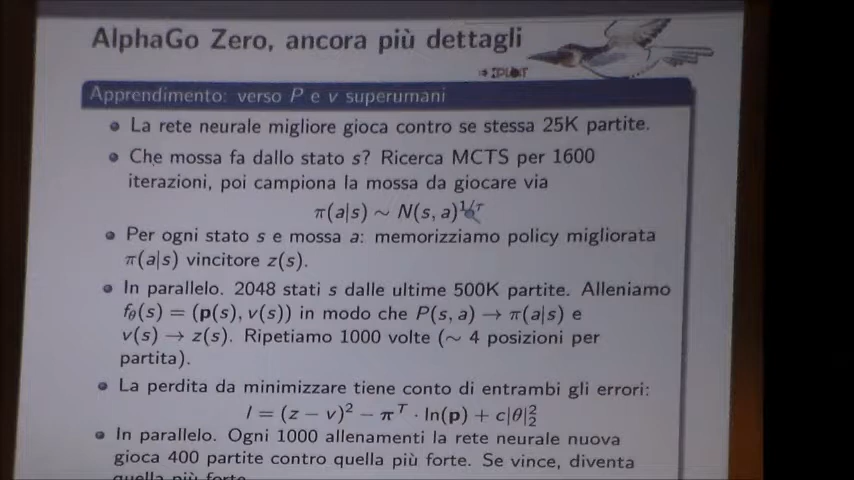 AlphaGo Zero, ancora più dettagli
Apprendimento: verso P e v superumani
La rete neurale migliore gioca contro se stessa 25K partite.
Che mossa fa dallo stato s? Ricerca MCTS per 1600
iterazioni, poi campiona la mossa da giocare via
π(a|s) ∼ N(s, a)^1/τ
Per ogni stato s e mossa a: memorizziamo policy migliorata
π(a|s) vincitore z(s).
In parallelo. 2048 stati s dalle ultime 500K partite. Alleniamo
fθ(s) = (p(s), v(s)) in modo che P(s, a) → π(a|s) e
v(s) → z(s). Ripetiamo 1000 volte (∼ 4 posizioni per
partita).
La perdita da minimizzare tiene conto di entrambi gli errori:
l = (z − v)² − π^T · ln(p) + c|θ|²₂
In parallelo. Ogni 1000 allenamenti la rete neurale nuova
gioca 400 partite contro quella più forte. Se vince, diventa
quella più forte